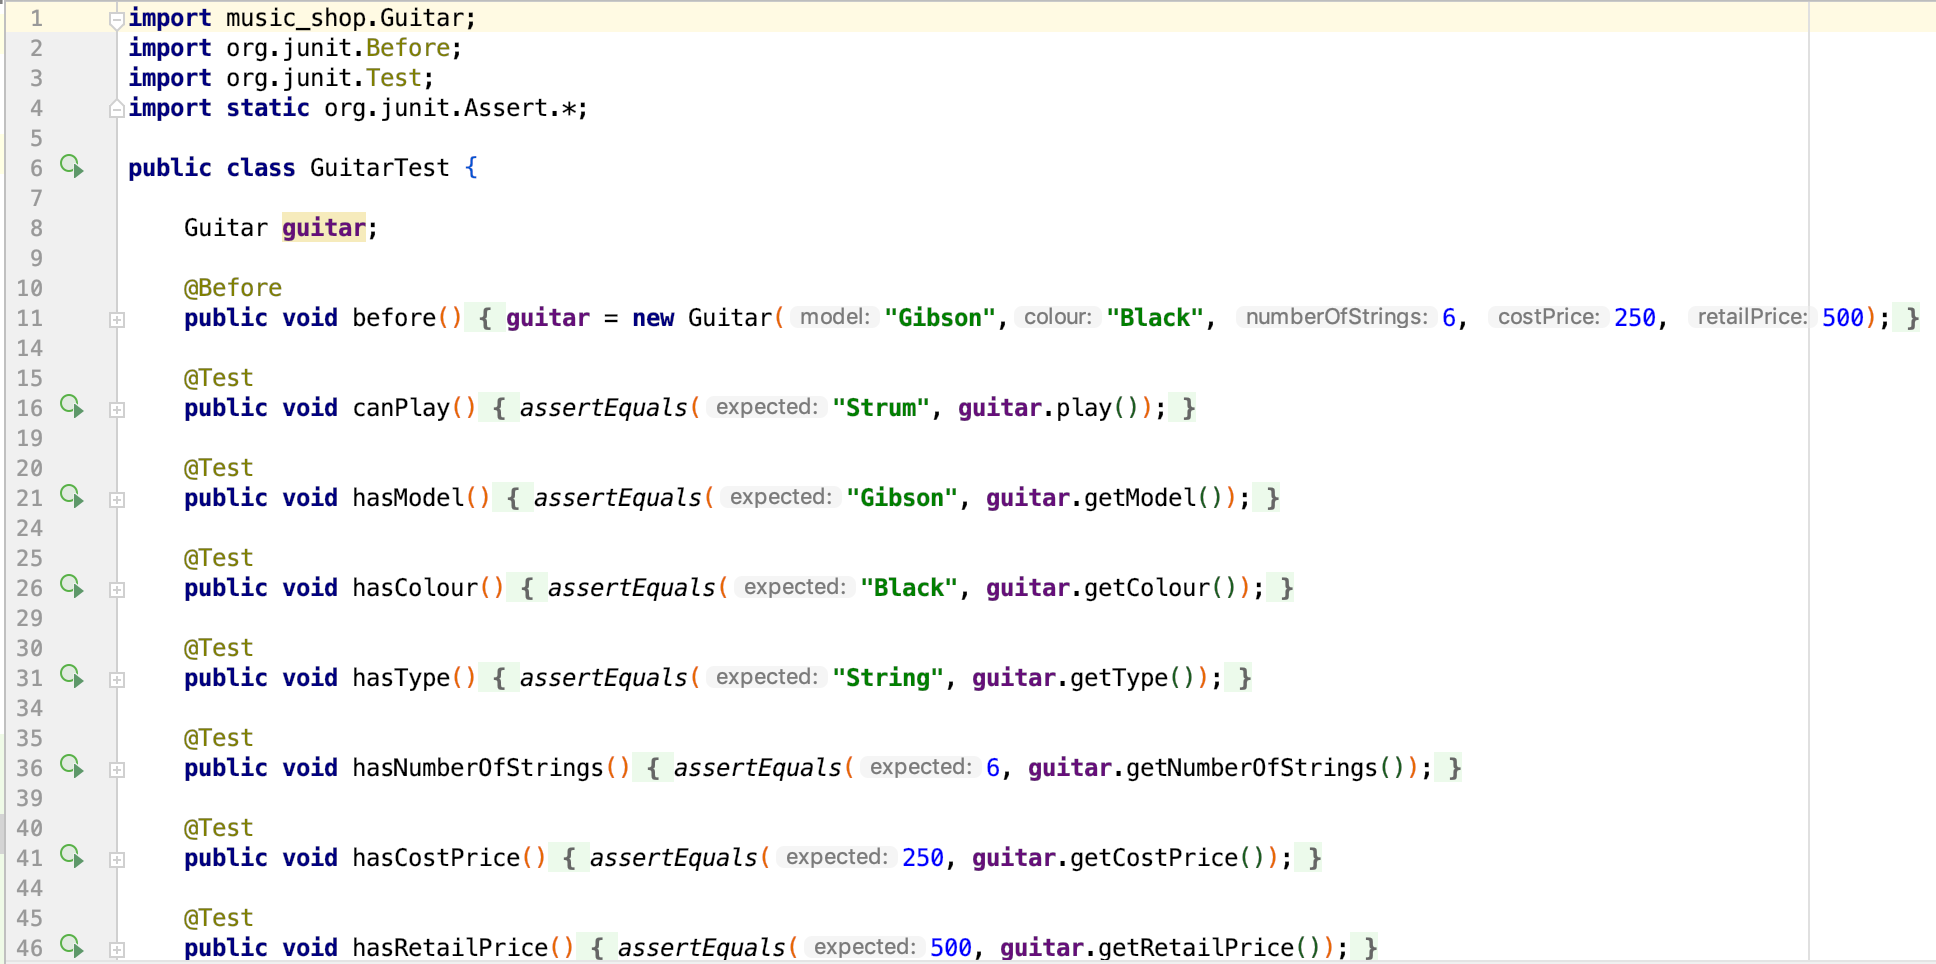 1 import music_shop.Guitar;
2 import org.junit.Before;
3 import org.junit.Test;
4 import static org.junit.Assert.*;
5
6 public class GuitarTest {
7
8 Guitar guitar;
9
10 @Before
11 public void before() { guitar = new Guitar( model: "Gibson", colour: "Black", numberOfStrings: 6, costPrice: 250, retailPrice: 500); }
14
15 @Test
16 public void canPlay() { assertEquals( expected: "Strum", guitar.play()); }
19
20 @Test
21 public void hasModel() { assertEquals( expected: "Gibson", guitar.getModel()); }
24
25 @Test
26 public void hasColour() { assertEquals( expected: "Black", guitar.getColour()); }
29
30 @Test
31 public void hasType() { assertEquals( expected: "String", guitar.getType()); }
34
35 @Test
36 public void hasNumberOfStrings() { assertEquals( expected: 6, guitar.getNumberOfStrings()); }
39
40 @Test
41 public void hasCostPrice() { assertEquals( expected: 250, guitar.getCostPrice()); }
44
45 @Test
46 public void hasRetailPrice() { assertEquals( expected: 500, guitar.getRetailPrice()); }